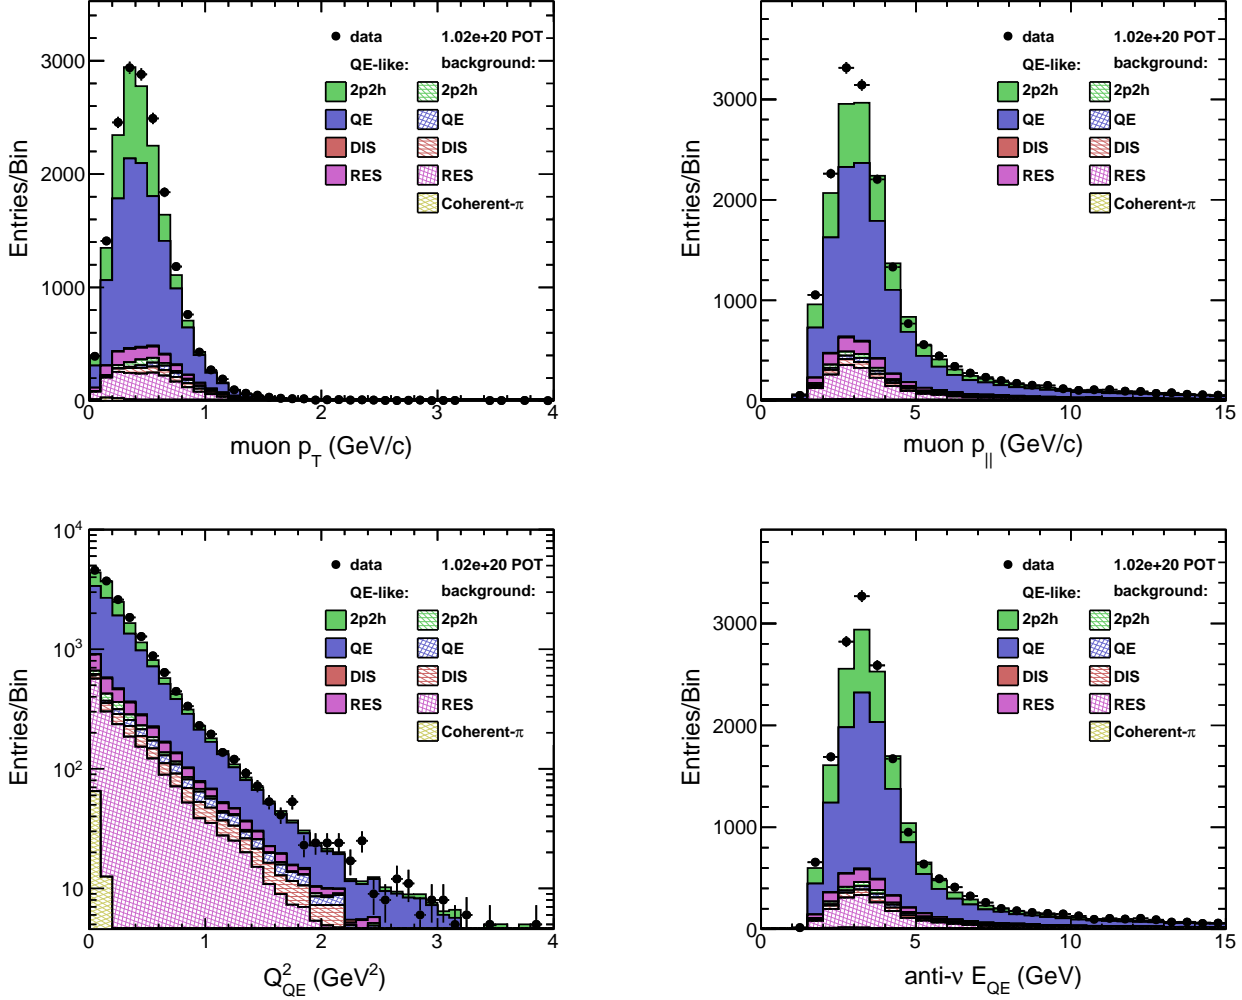 Entries/Bin
3000
2000
1000
0
0 1 2 3 4
muon p_T (GeV/c)
data 1.02e+20 POT
QE-like: background:
2p2h 2p2h
QE QE
DIS DIS
RES RES
Coherent-π
Entries/Bin
3000
2000
1000
0
0 5 10 15
muon p_|| (GeV/c)
data 1.02e+20 POT
QE-like: background:
2p2h 2p2h
QE QE
DIS DIS
RES RES
Coherent-π
Entries/Bin
10^4
10^3
10^2
10
0 1 2 3 4
Q^2_QE (GeV^2)
data 1.02e+20 POT
QE-like: background:
2p2h 2p2h
QE QE
DIS DIS
RES RES
Coherent-π
Entries/Bin
3000
2000
1000
0
0 5 10 15
anti-ν E_QE (GeV)
data 1.02e+20 POT
QE-like: background:
2p2h 2p2h
QE QE
DIS DIS
RES RES
Coherent-π